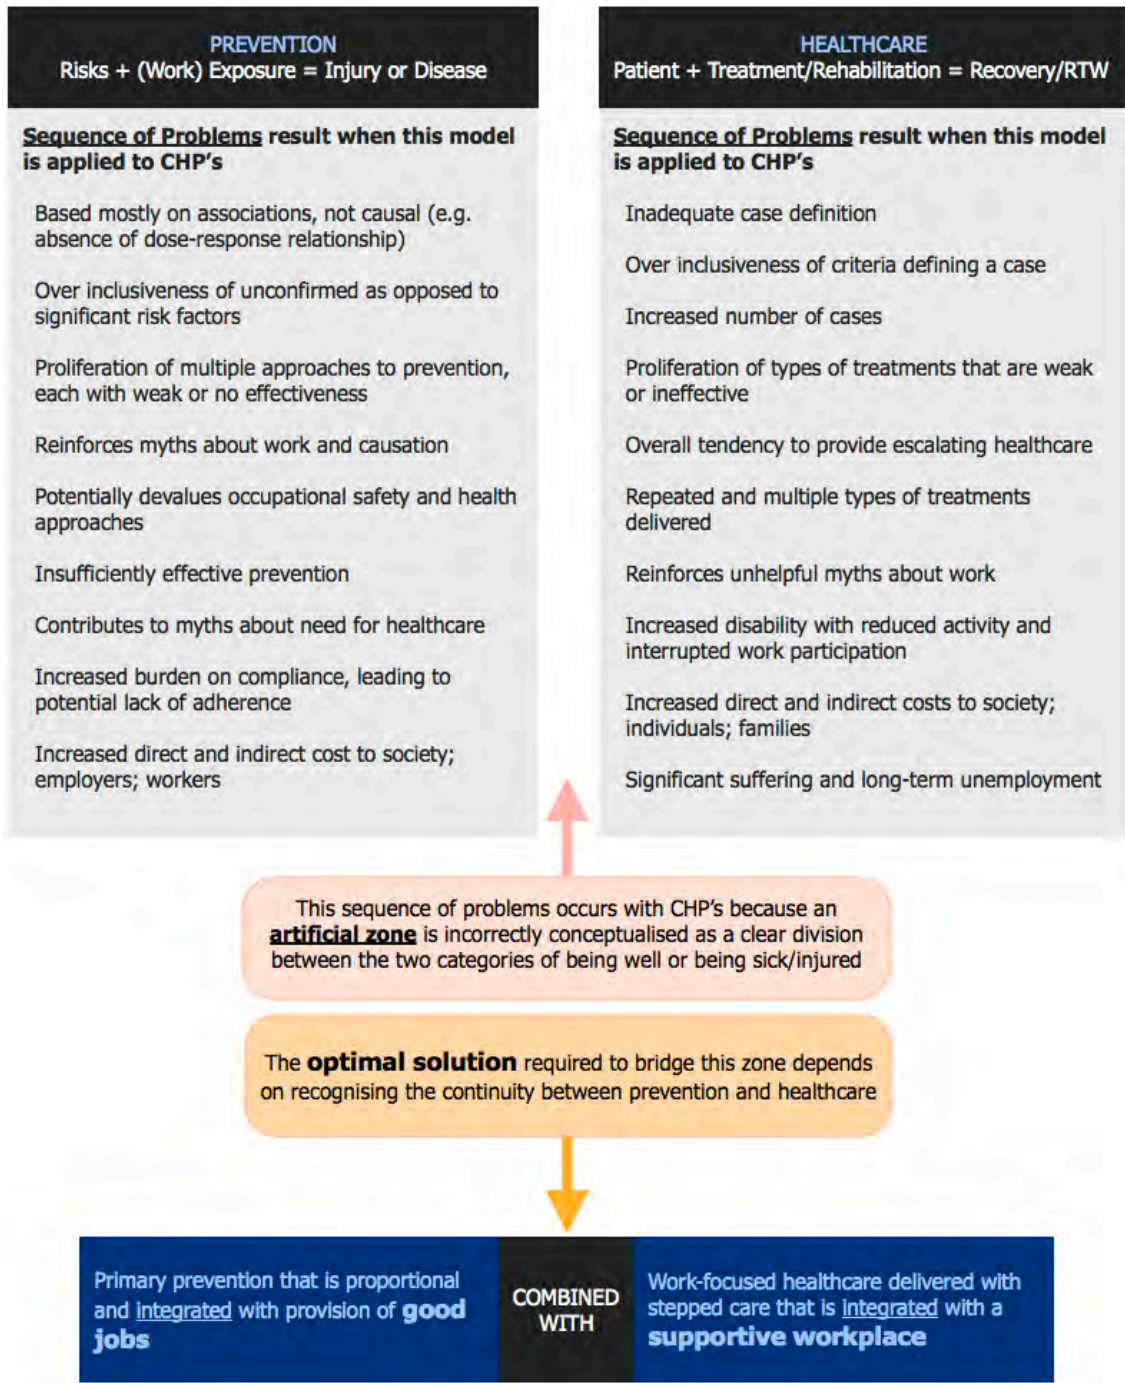 PREVENTION
Risks + (Work) Exposure = Injury or Disease
Sequence of Problems result when this model
is applied to CHP's
Based mostly on associations, not causal (e.g.
absence of dose-response relationship)
Over inclusiveness of unconfirmed as opposed to
significant risk factors
Proliferation of multiple approaches to prevention,
each with weak or no effectiveness
Reinforces myths about work and causation
Potentially devalues occupational safety and health
approaches
Insufficiently effective prevention
Contributes to myths about need for healthcare
Increased burden on compliance, leading to
potential lack of adherence
Increased direct and indirect cost to society;
employers; workers
HEALTHCARE
Patient + Treatment/Rehabilitation = Recovery/RTW
Sequence of Problems result when this model
is applied to CHP's
Inadequate case definition
Over inclusiveness of criteria defining a case
Increased number of cases
Proliferation of types of treatments that are weak
or ineffective
Overall tendency to provide escalating healthcare
Repeated and multiple types of treatments
delivered
Reinforces unhelpful myths about work
Increased disability with reduced activity and
interrupted work participation
Increased direct and indirect costs to society;
individuals; families
Significant suffering and long-term unemployment
This sequence of problems occurs with CHP's because an
artificial zone is incorrectly conceptualised as a clear division
between the two categories of being well or being sick/injured
The optimal solution required to bridge this zone depends
on recognising the continuity between prevention and healthcare
Primary prevention that is proportional
and integrated with provision of good
jobs
COMBINED
WITH
Work-focused healthcare delivered with
stepped care that is integrated with a
supportive workplace